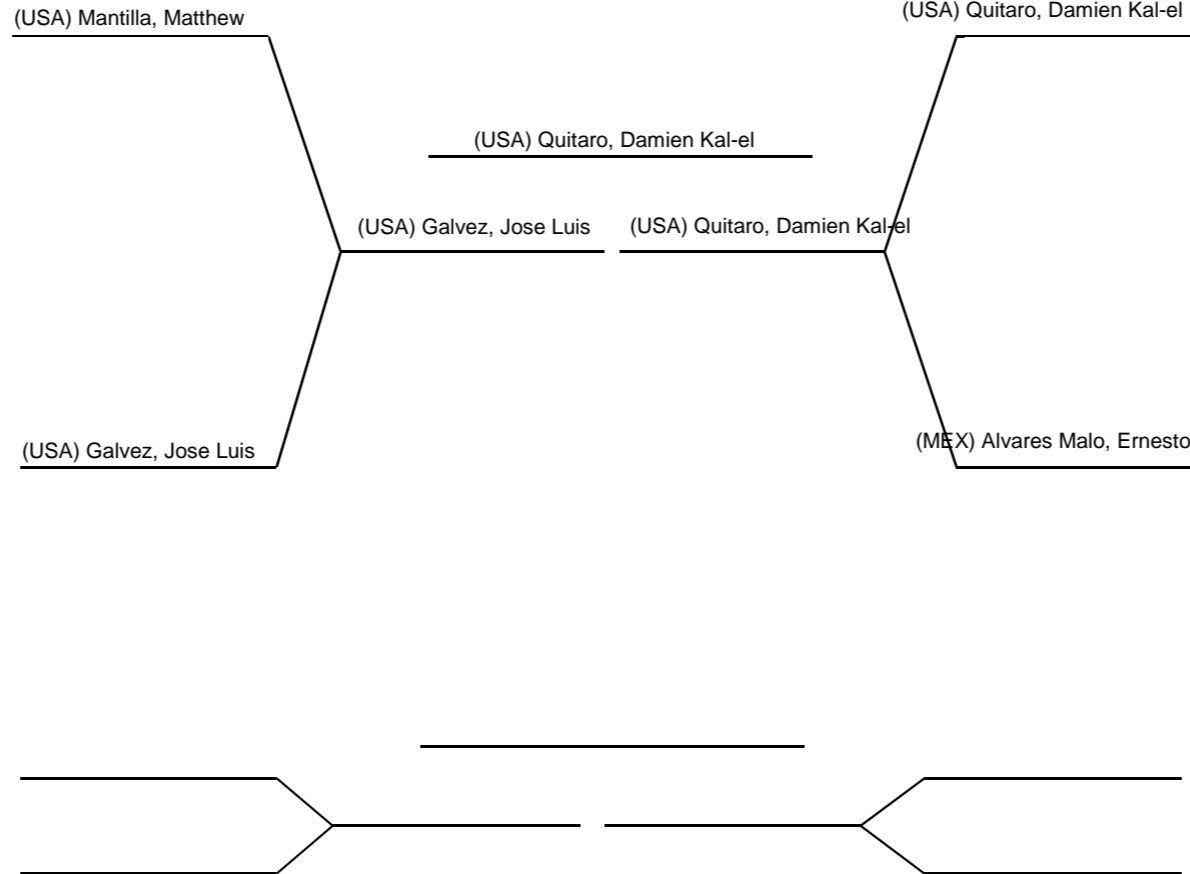 (USA) Mantilla, Matthew
(USA) Quitaro, Damien Kal-el
(USA) Quitaro, Damien Kal-el
(USA) Galvez, Jose Luis
(USA) Quitaro, Damien Kal-el
(USA) Galvez, Jose Luis
(MEX) Alvares Malo, Ernesto